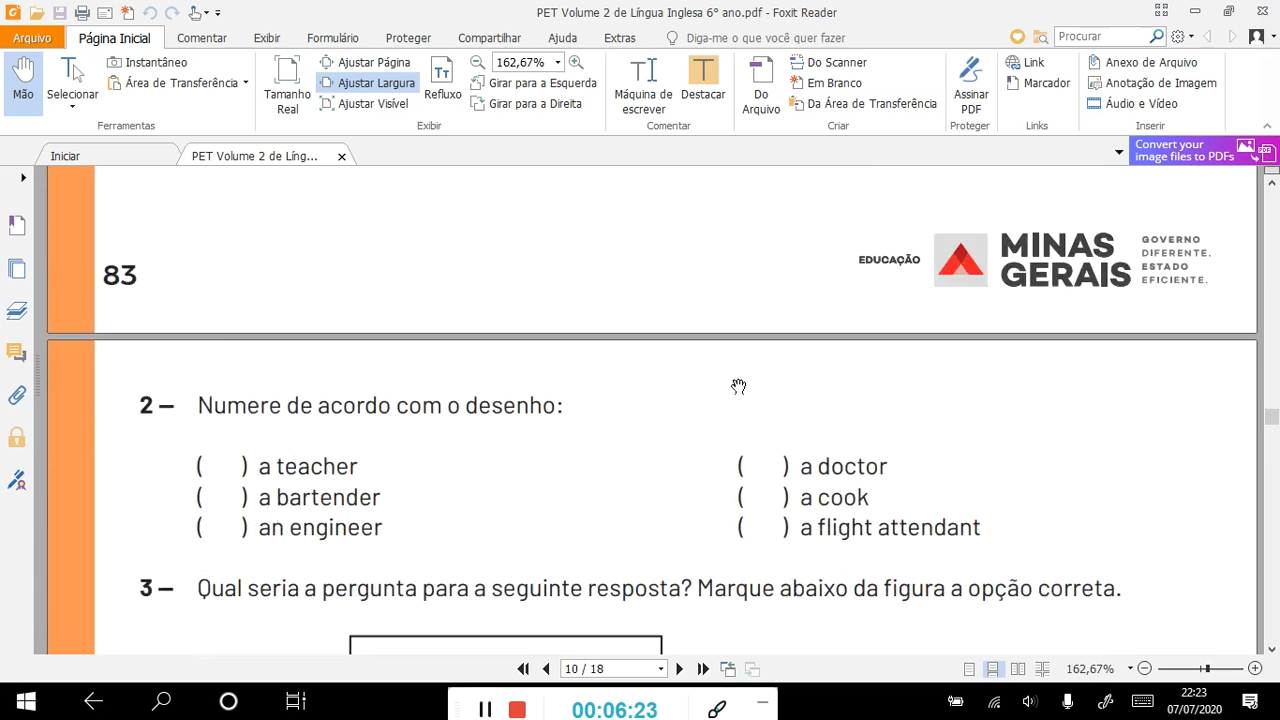 PET Volume 2 de Língua Inglesa 6° ano.pdf - Foxit Reader
Arquivo Página Inicial Comentar Exibir Formulário Proteger Compartilhar Ajuda Extras Diga-me o que você quer fazer Procurar
Mão
Selecionar
Instantâneo
Área de Transferência
Ferramentas
Tamanho Real
Ajustar Página
Ajustar Largura
Ajustar Visível
Refluxo
162,67%
Girar para a Esquerda
Girar para a Direita
Exibir
Máquina de escrever
Destacar
Comentar
Do Arquivo
Do Scanner
Em Branco
Da Área de Transferência
Criar
Assinar PDF
Proteger
Link
Marcador
Links
Anexo de Arquivo
Anotação de Imagem
Áudio e Vídeo
Inserir
Iniciar
PET Volume 2 de Líng...
Convert your
image files to PDFs
83
EDUCAÇÃO
MINAS
GERAIS
GOVERNO
DIFERENTE.
ESTADO
EFICIENTE.
2 – Numere de acordo com o desenho:
( ) a teacher ( ) a doctor
( ) a bartender ( ) a cook
( ) an engineer ( ) a flight attendant
3 – Qual seria a pergunta para a seguinte resposta? Marque abaixo da figura a opção correta.
10 / 18
162,67%
00:06:23
22:23
07/07/2020